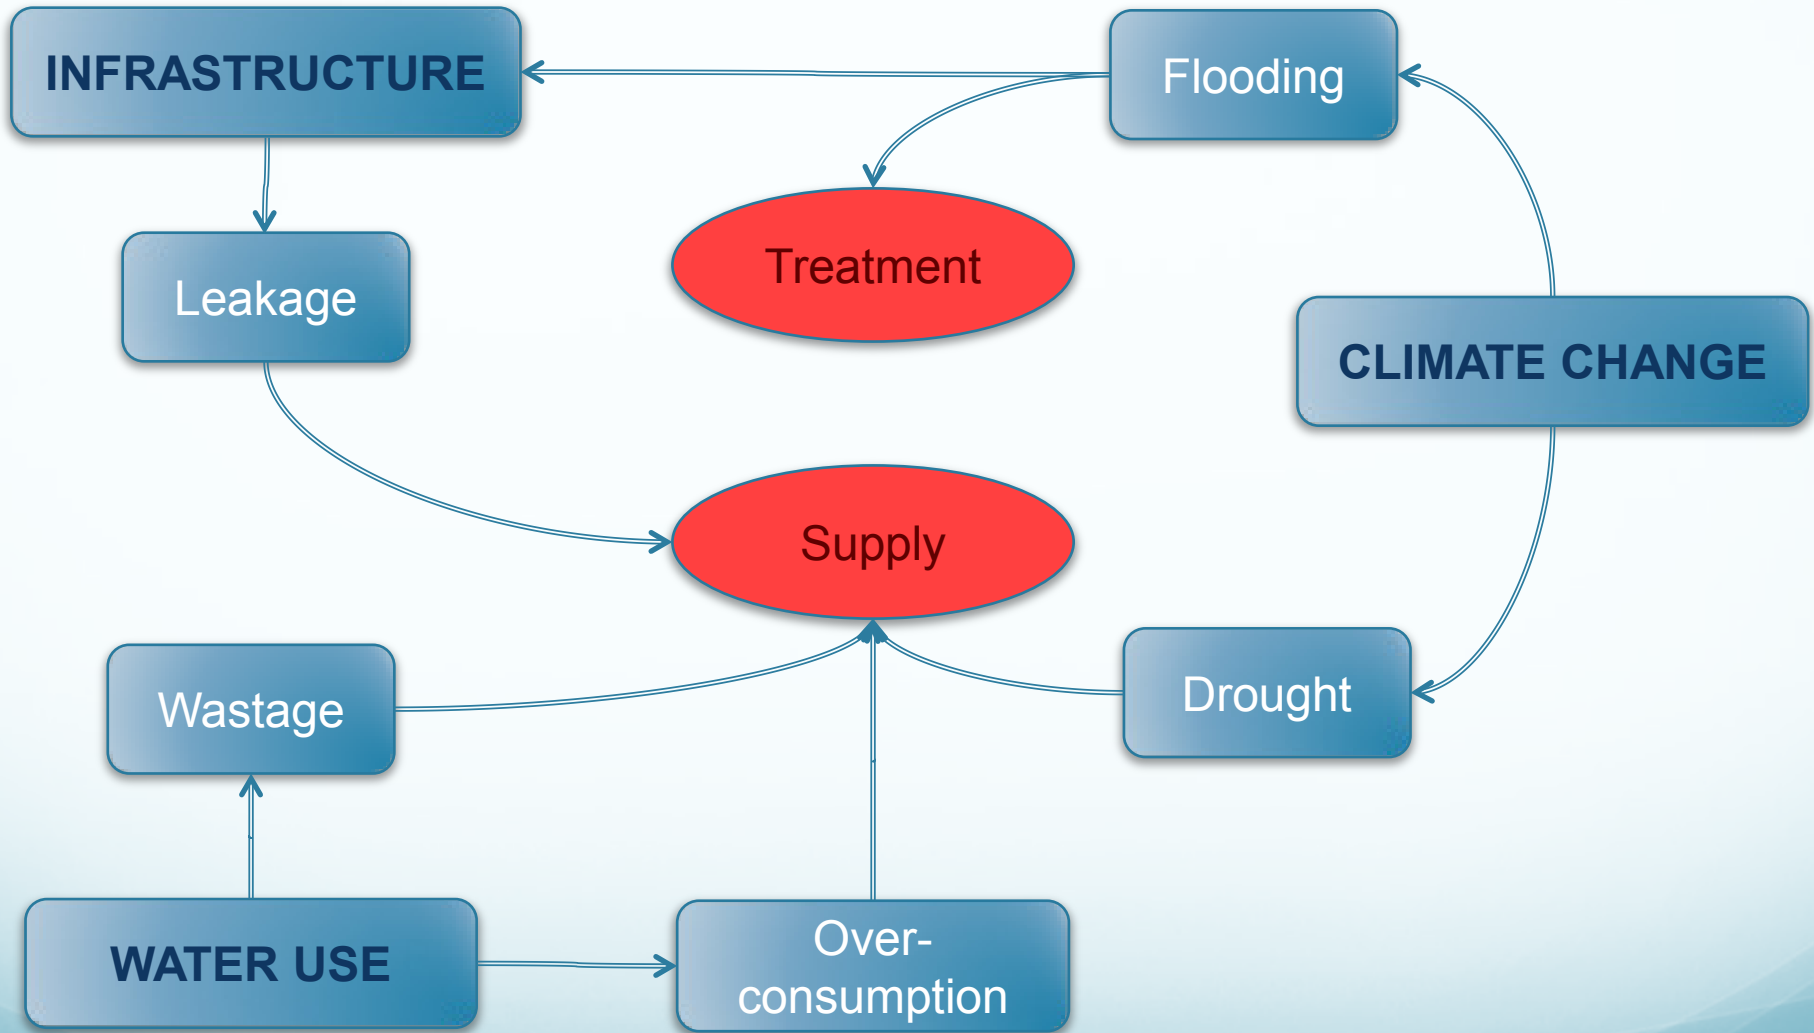 INFRASTRUCTURE
Flooding
Treatment
Leakage
CLIMATE CHANGE
Supply
Wastage
Drought
WATER USE
Over-
consumption